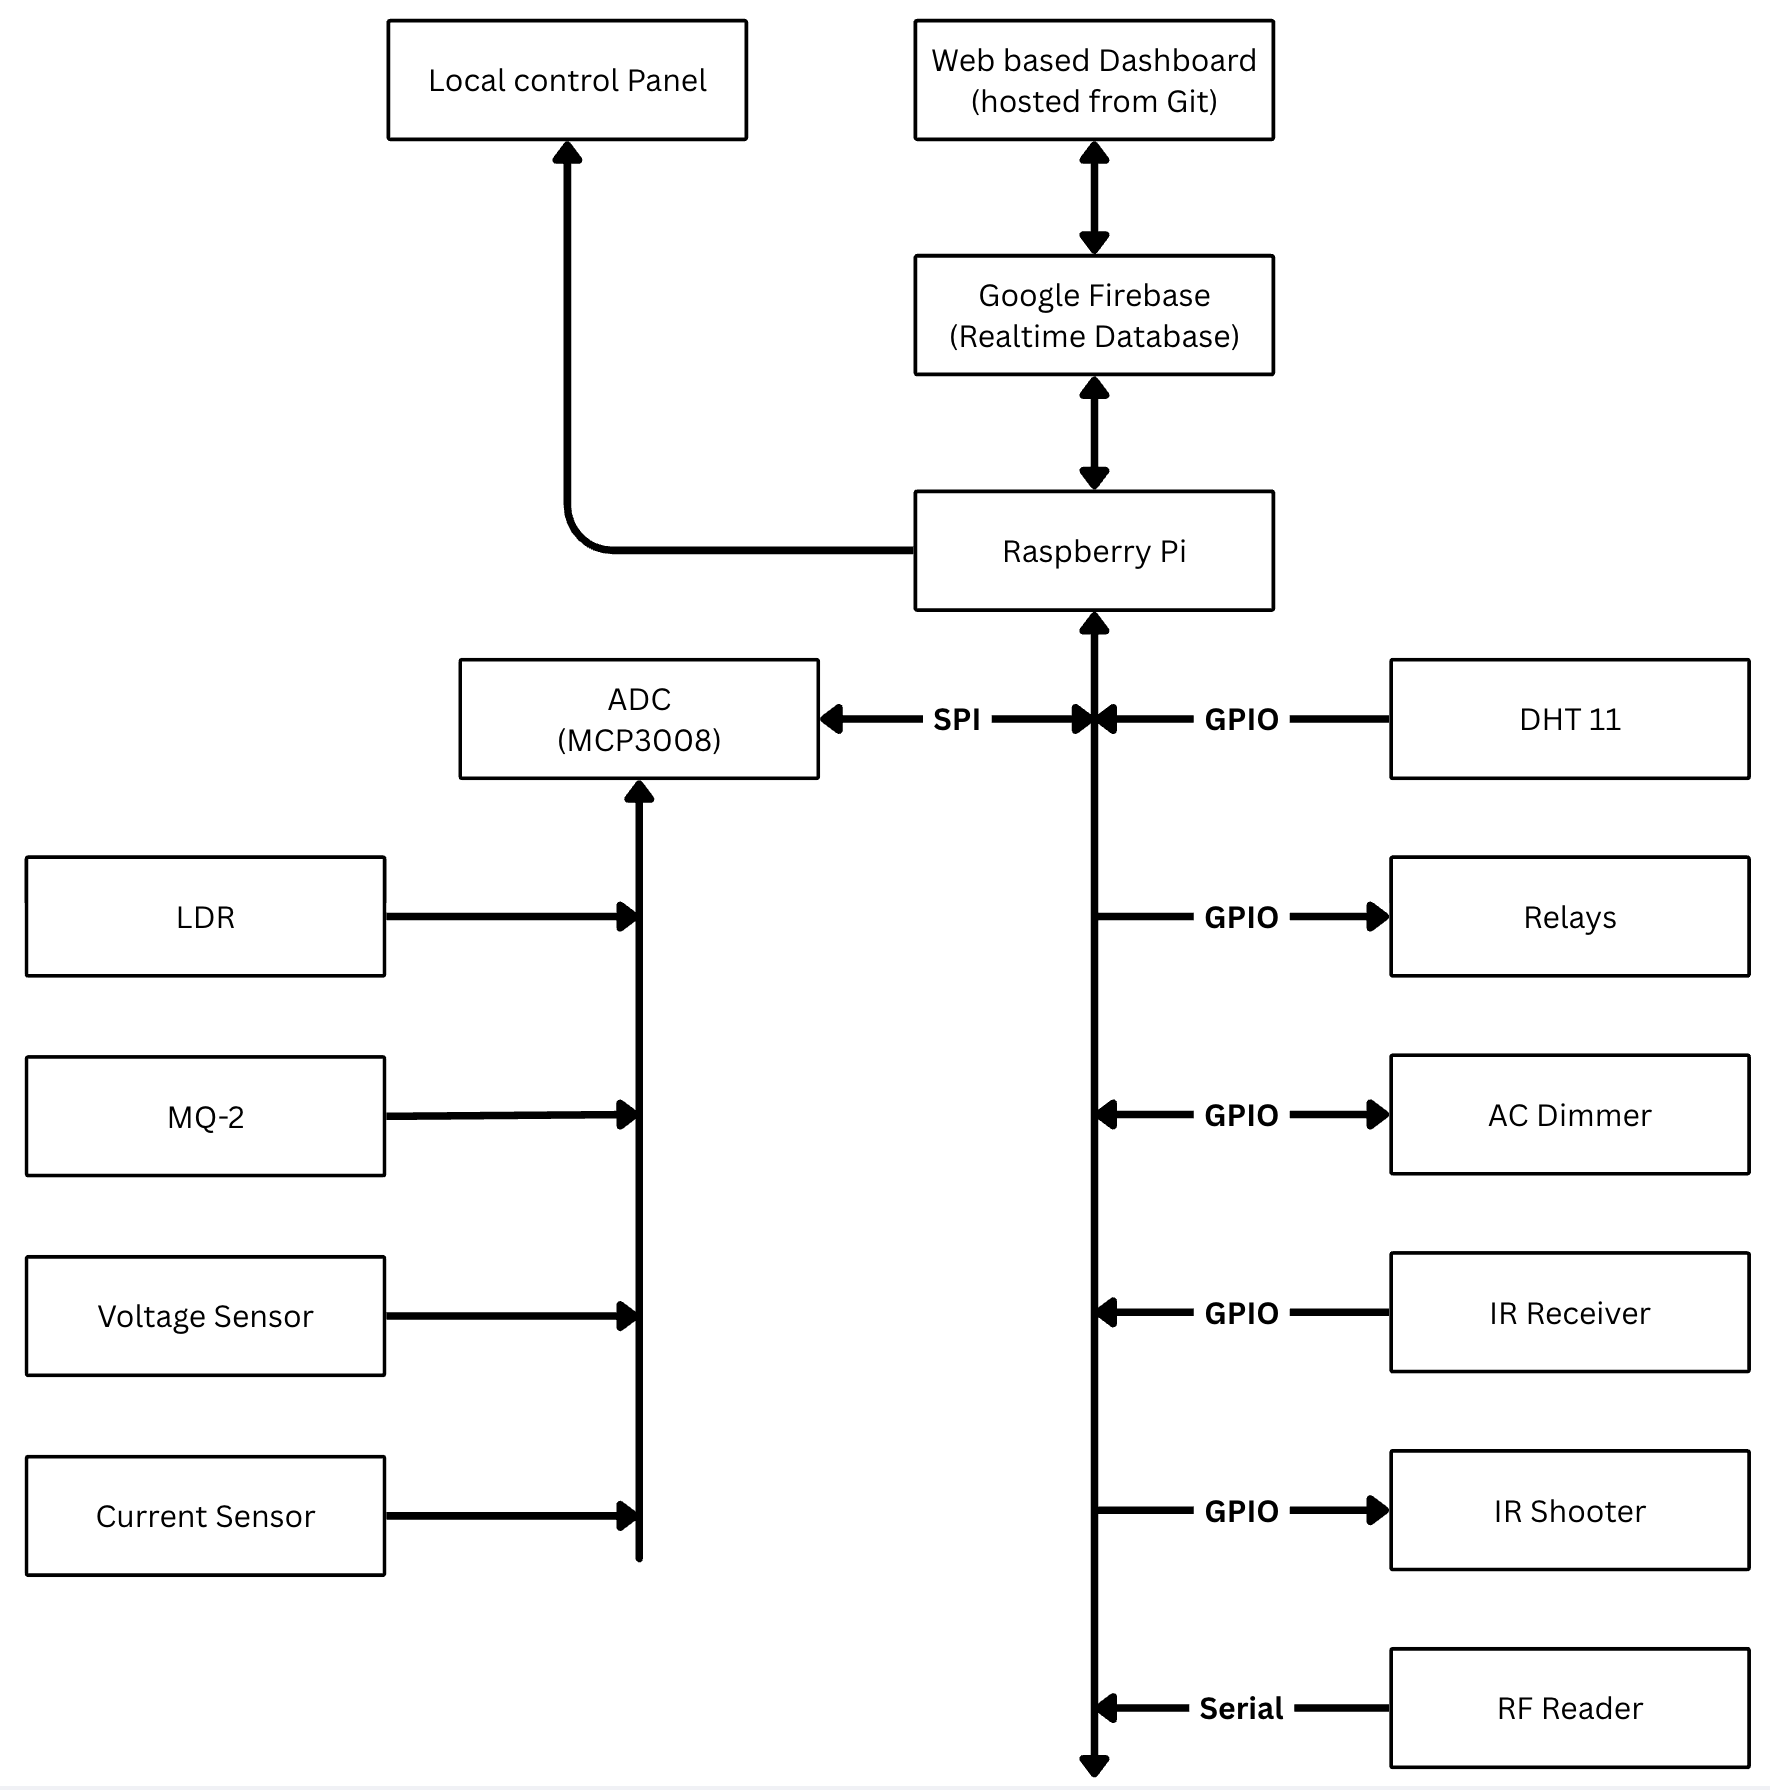 Local control Panel
Web based Dashboard
(hosted from Git)
Google Firebase
(Realtime Database)
Raspberry Pi
ADC
(MCP3008)
SPI
GPIO
DHT 11
LDR
GPIO
Relays
MQ-2
GPIO
AC Dimmer
Voltage Sensor
GPIO
IR Receiver
Current Sensor
GPIO
IR Shooter
Serial
RF Reader